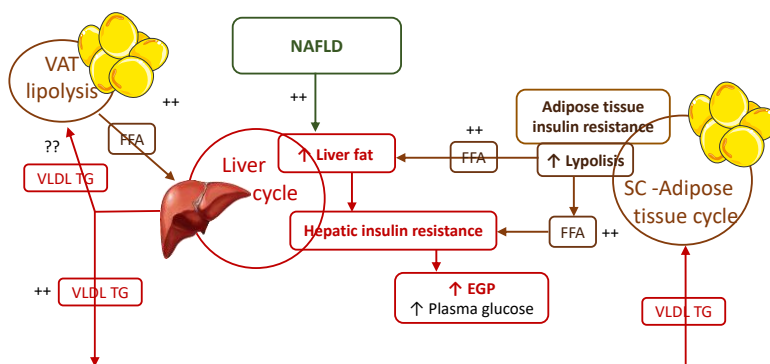 VAT
lipolysis
NAFLD
++
++
FFA
??
VLDL TG
Liver
cycle
↑ Liver fat
++
FFA
Adipose tissue
insulin resistance
↑ Lypolisis
SC -Adipose
tissue cycle
Hepatic insulin resistance
FFA
++
++
VLDL TG
↑ EGP
↑ Plasma glucose
VLDL TG